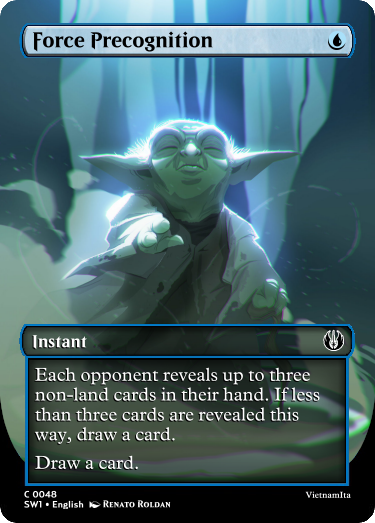 Force Precognition
Instant
Each opponent reveals up to three
non-land cards in their hand. If less
than three cards are revealed this
way, draw a card.
Draw a card.
C 0048
SW1 • English Renato Roldan
VietnamIta